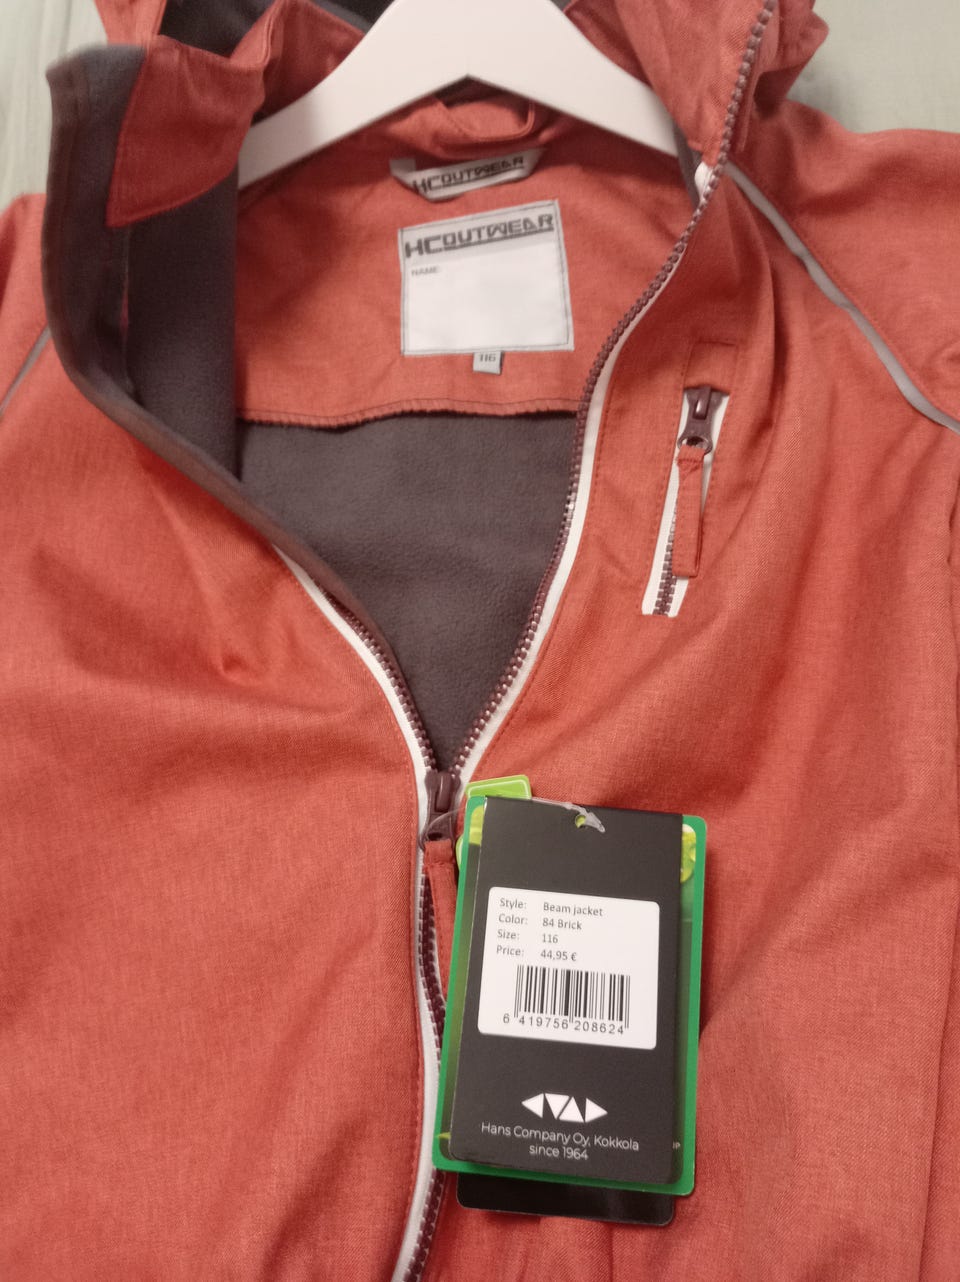 HCOUTWEAR
HCOUTWEAR
NAME:
116
Style: Beam jacket
Color: 84 Brick
Size: 116
Price: 44,95 €
6 419756 208624
Hans Company Oy, Kokkola
since 1964